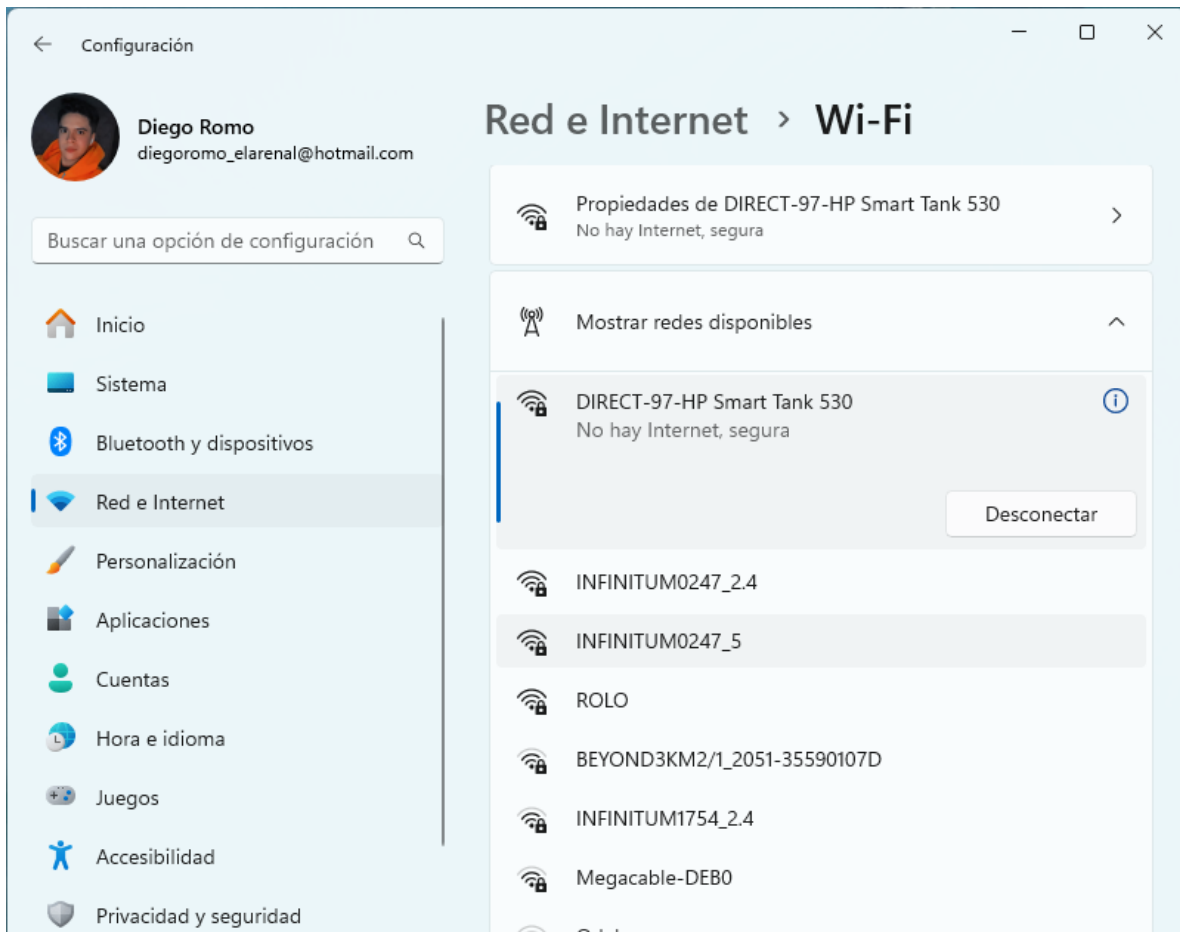 Configuración
Diego Romo
diegoromo_elarenal@hotmail.com
Buscar una opción de configuración
Inicio
Sistema
Bluetooth y dispositivos
Red e Internet
Personalización
Aplicaciones
Cuentas
Hora e idioma
Juegos
Accesibilidad
Privacidad y seguridad
Red e Internet › Wi-Fi
Propiedades de DIRECT-97-HP Smart Tank 530
No hay Internet, segura
Mostrar redes disponibles
DIRECT-97-HP Smart Tank 530
No hay Internet, segura
Desconectar
INFINITUM0247_2.4
INFINITUM0247_5
ROLO
BEYOND3KM2/1_2051-35590107D
INFINITUM1754_2.4
Megacable-DEB0